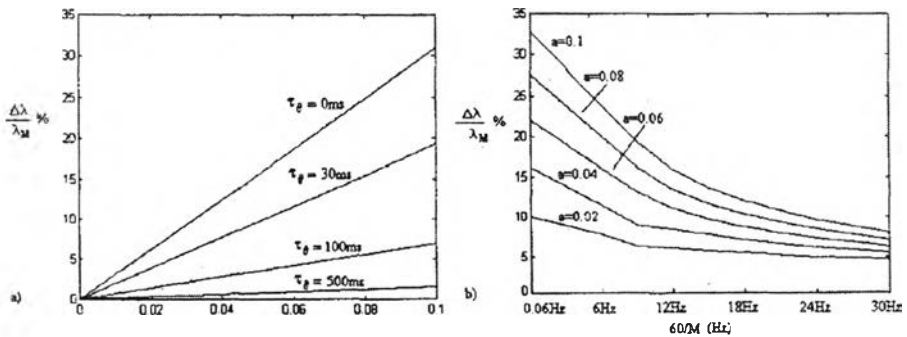 35
30
25
Δλ/λM %
20
15
10
5
0
a)
0 0.02 0.04 0.06 0.08 0.1
τθ = 0ms
τθ = 30ms
τθ = 100ms
τθ = 500ms
35
30
25
Δλ/λM %
20
15
10
5
0
b)
a=0.1
a=0.08
a=0.06
a=0.04
a=0.02
0.06Hz 6Hz 12Hz 18Hz 24Hz 30Hz
60/M (Hz)